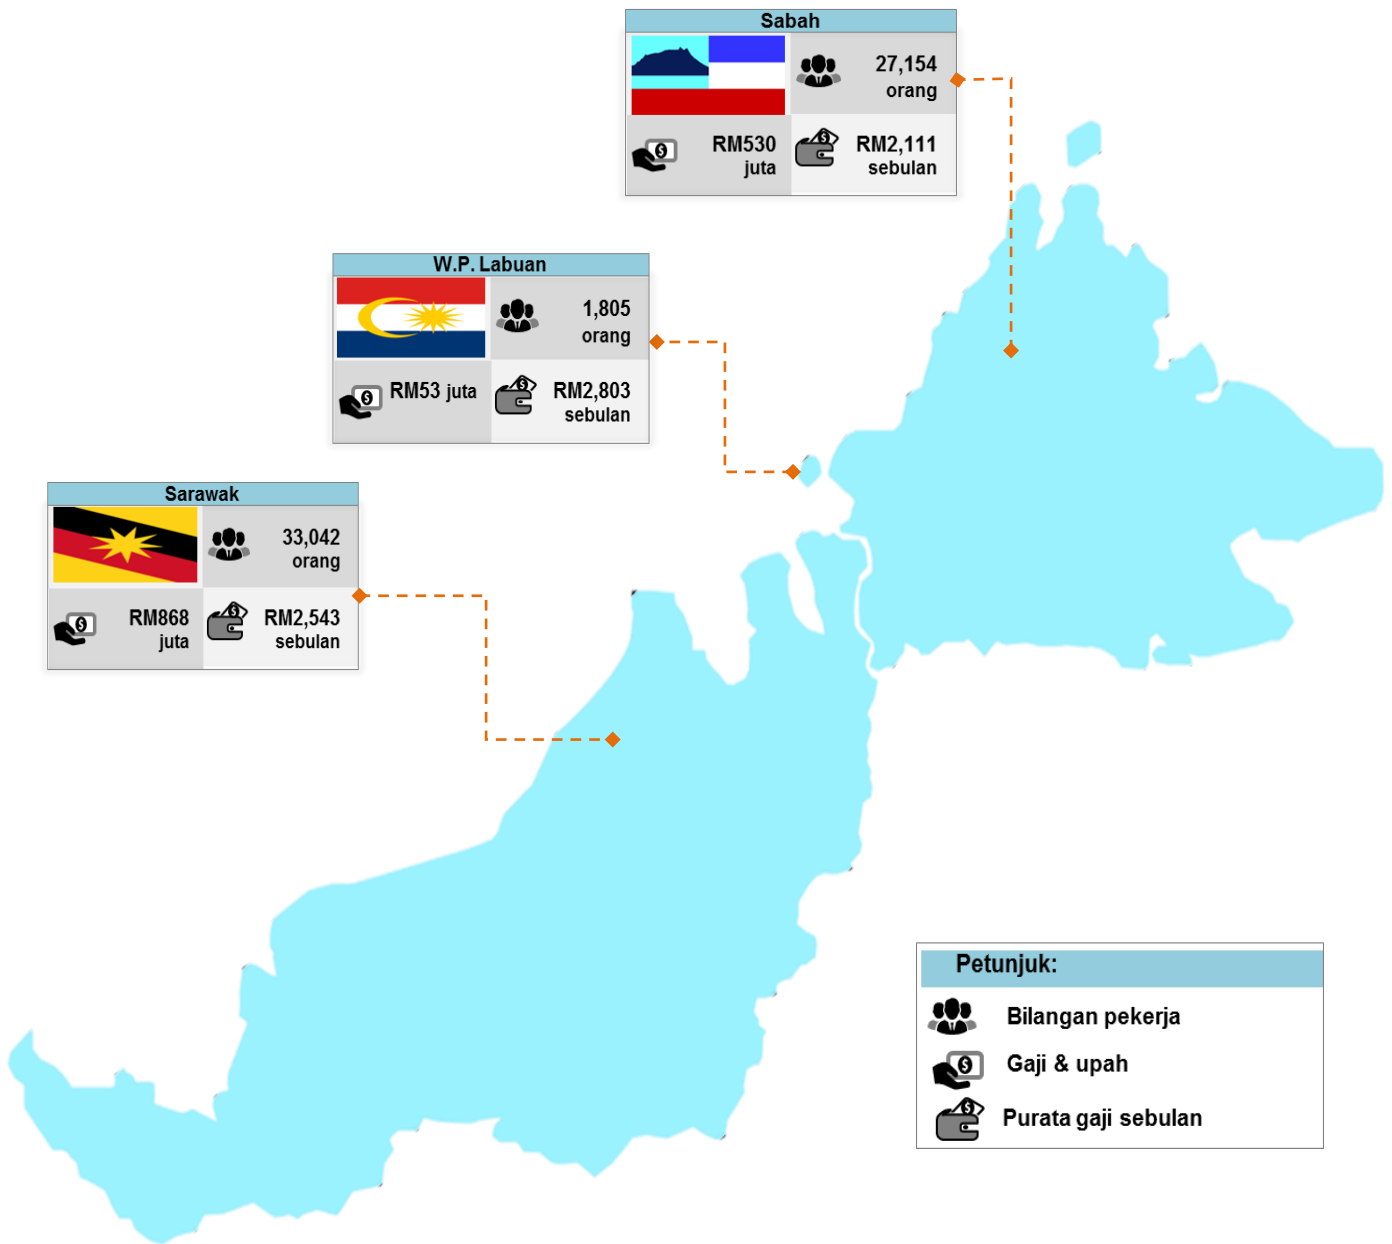 Sabah
27,154
orang
RM530
juta
RM2,111
sebulan
W.P. Labuan
1,805
orang
RM53 juta
RM2,803
sebulan
Sarawak
33,042
orang
RM868
juta
RM2,543
sebulan
Petunjuk:
Bilangan pekerja
Gaji & upah
Purata gaji sebulan